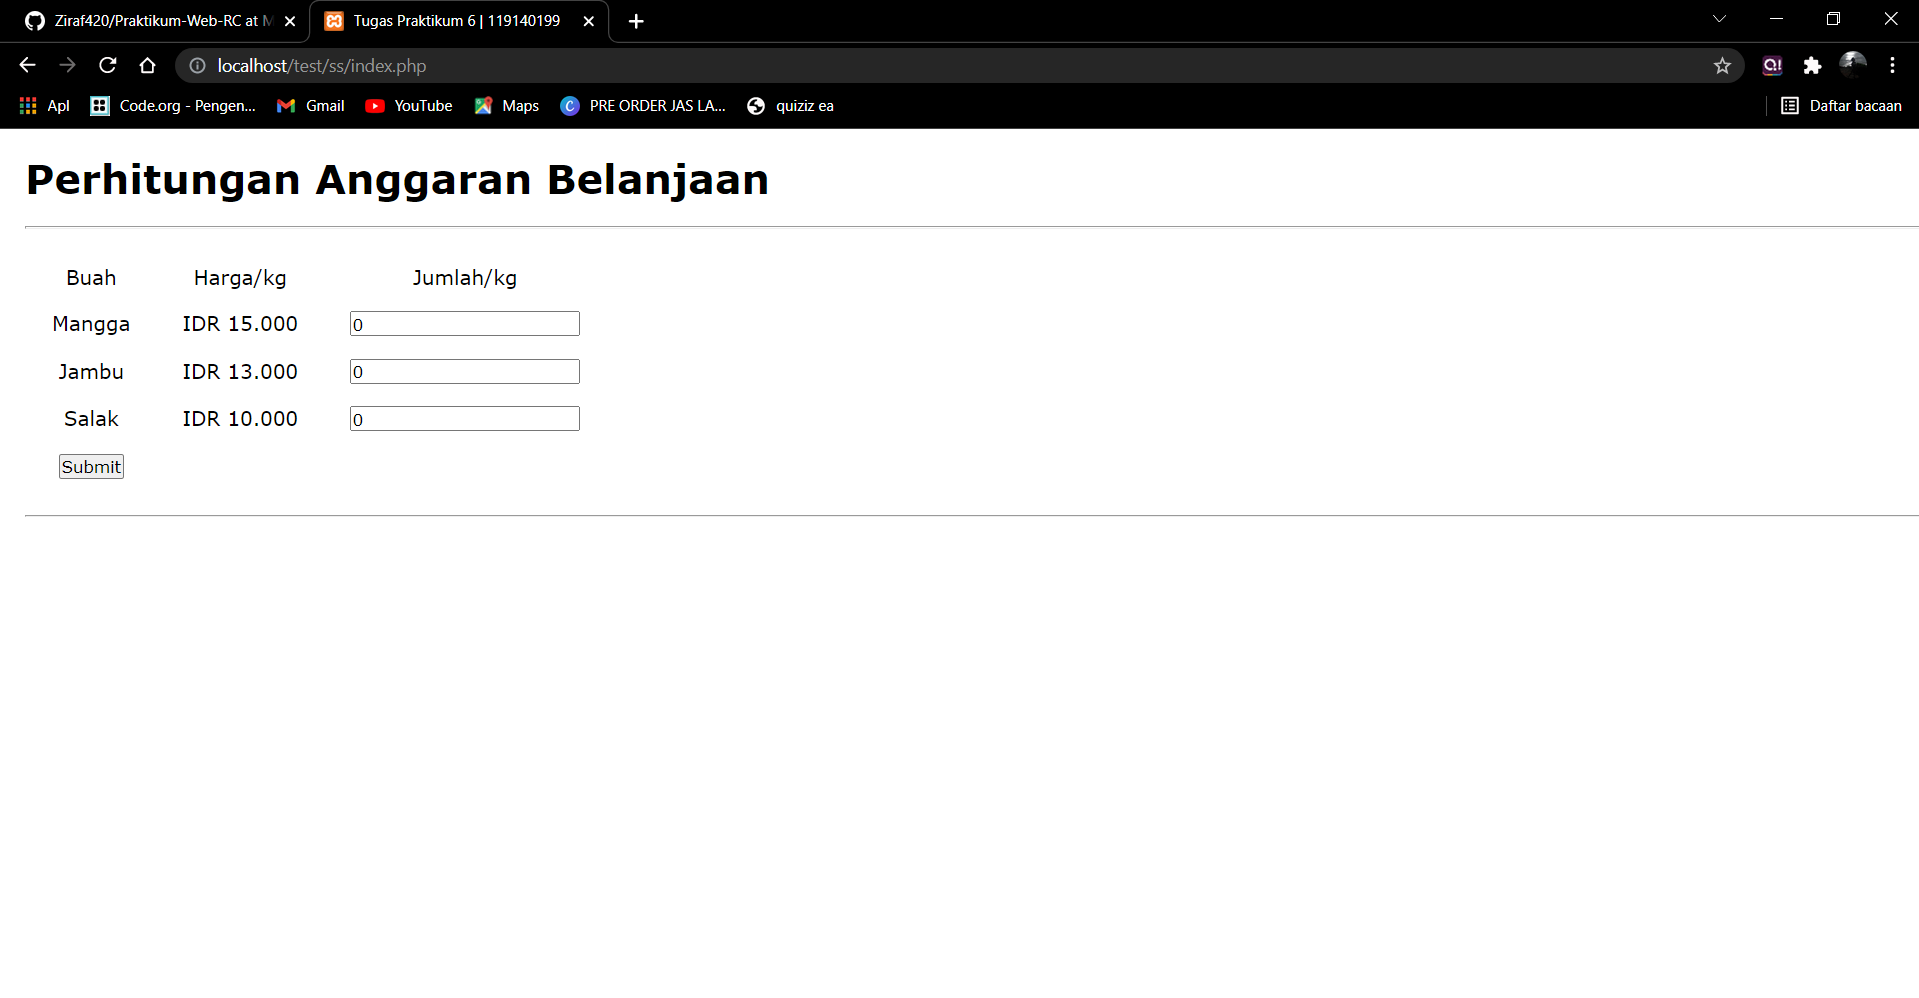 Ziraf420/Praktikum-Web-RC at M
Tugas Praktikum 6 | 119140199
localhost/test/ss/index.php
Apl Code.org - Pengen... Gmail YouTube Maps PRE ORDER JAS LA... quiziz ea Daftar bacaan
Perhitungan Anggaran Belanjaan
Buah Harga/kg Jumlah/kg
Mangga IDR 15.000 0
Jambu IDR 13.000 0
Salak IDR 10.000 0
Submit